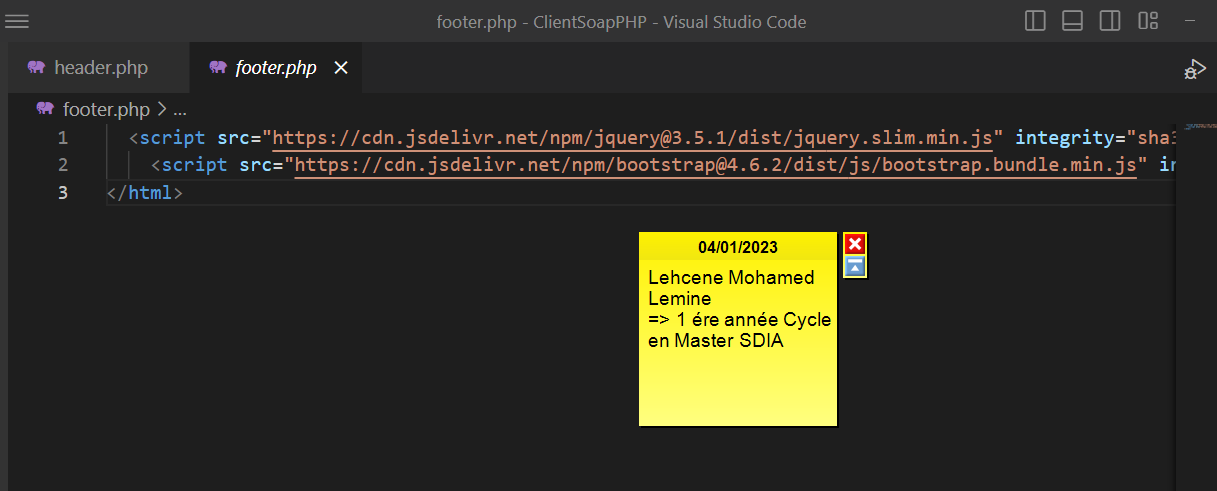 footer.php - ClientSoapPHP - Visual Studio Code
header.php footer.php
footer.php > ...
1 <script src="https://cdn.jsdelivr.net/npm/jquery@3.5.1/dist/jquery.slim.min.js" integrity="sha3
2 <script src="https://cdn.jsdelivr.net/npm/bootstrap@4.6.2/dist/js/bootstrap.bundle.min.js" in
3 </html>
04/01/2023
Lehcene Mohamed
Lemine
=> 1 ére année Cycle
en Master SDIA